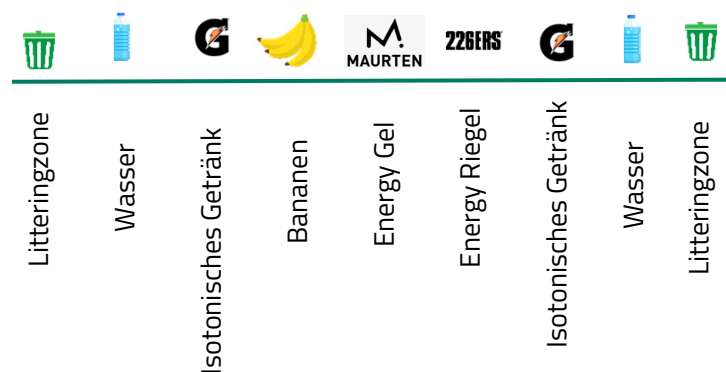 G
G
M.
MAURTEN
226ERS
Litteringzone
Wasser
Isotonisches Getränk
Bananen
Energy Gel
Energy Riegel
Isotonisches Getränk
Wasser
Litteringzone